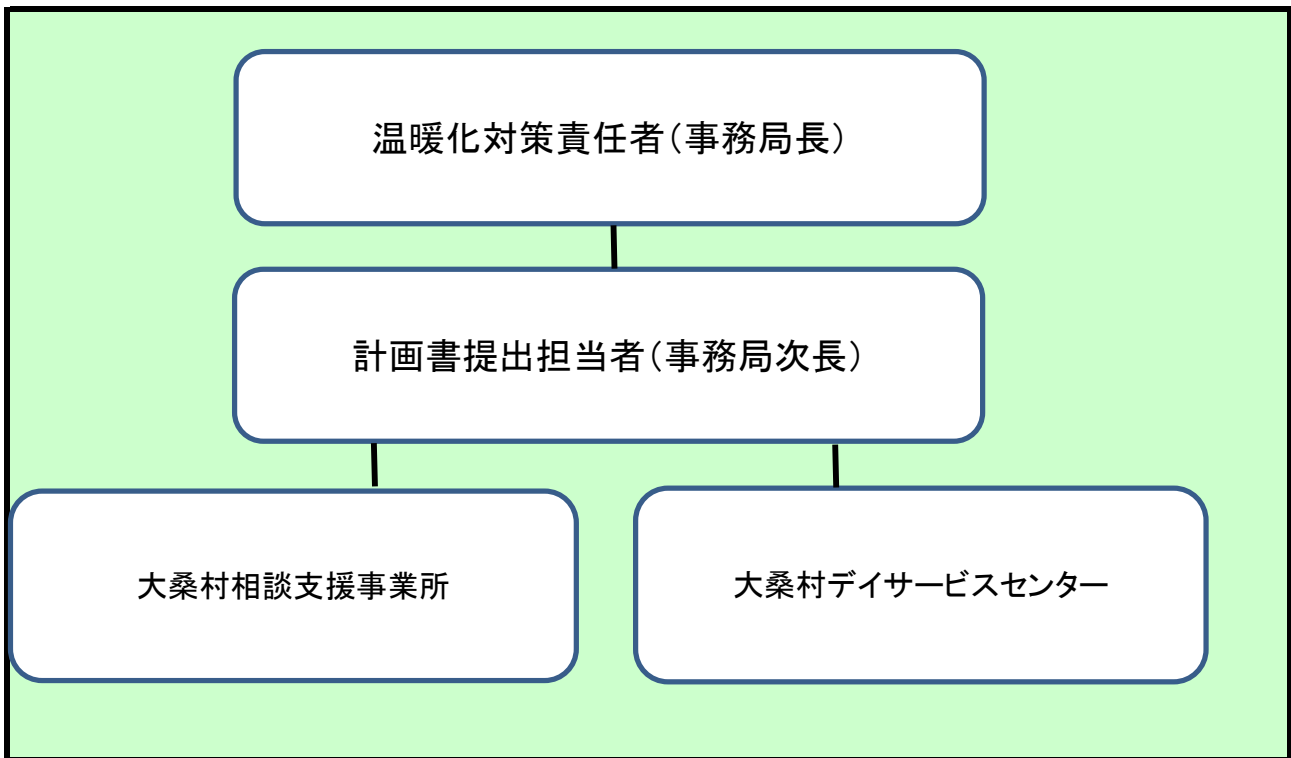 温暖化対策責任者(事務局長)
計画書提出担当者(事務局次長)
大桑村相談支援事業所
大桑村デイサービスセンター